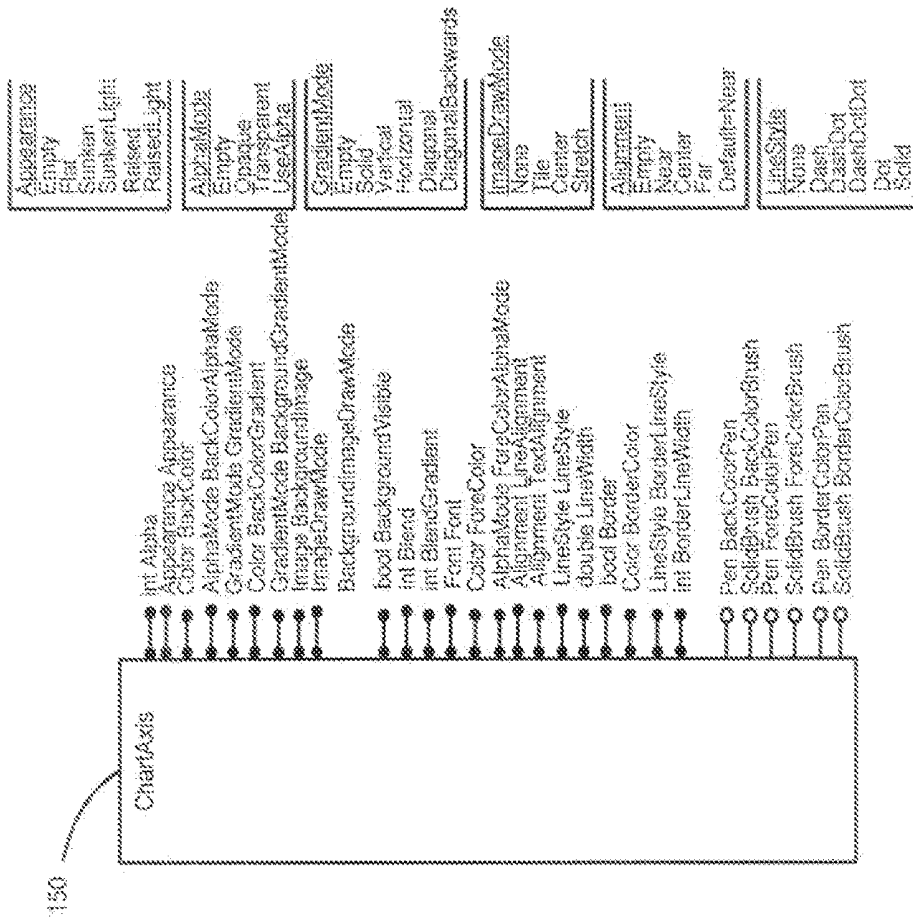 150
ChartAxis
int Alpha
Appearance Appearance
Color BackColor
AlphaMode BackColorAlphaMode
GradientMode GradientMode
Color BackColorGradient
GradientMode BackgroundGradientMode
Image BackgroundImage
ImageDrawMode
BackgroundImageDrawMode
bool BackgroundVisible
int Blend
int BlendGradient
Font Font
Color ForeColor
AlphaMode ForeColorAlphaMode
Alignment LineAlignment
Alignment TextAlignment
LineStyle LineStyle
double LineWidth
bool Border
Color BorderColor
LineStyle BorderLineStyle
int BorderLineWidth
Pen BackColorPen
SolidBrush BackColorBrush
Pen ForeColorPen
SolidBrush ForeColorBrush
Pen BorderColorPen
SolidBrush BorderColorBrush
Appearance
Empty
Flat
Sunken
SunkenLight
Raised
RaisedLight
AlphaMode
Empty
Opaque
Transparent
UseAlpha
GradientMode
Empty
Solid
Vertical
Horizontal
Diagonal
DiagonalBackwards
ImageDrawMode
None
Tile
Center
Stretch
Alignment
Empty
Near
Center
Far
Default=Near
LineStyle
None
Dash
DashDot
DashDotDot
Dot
Solid